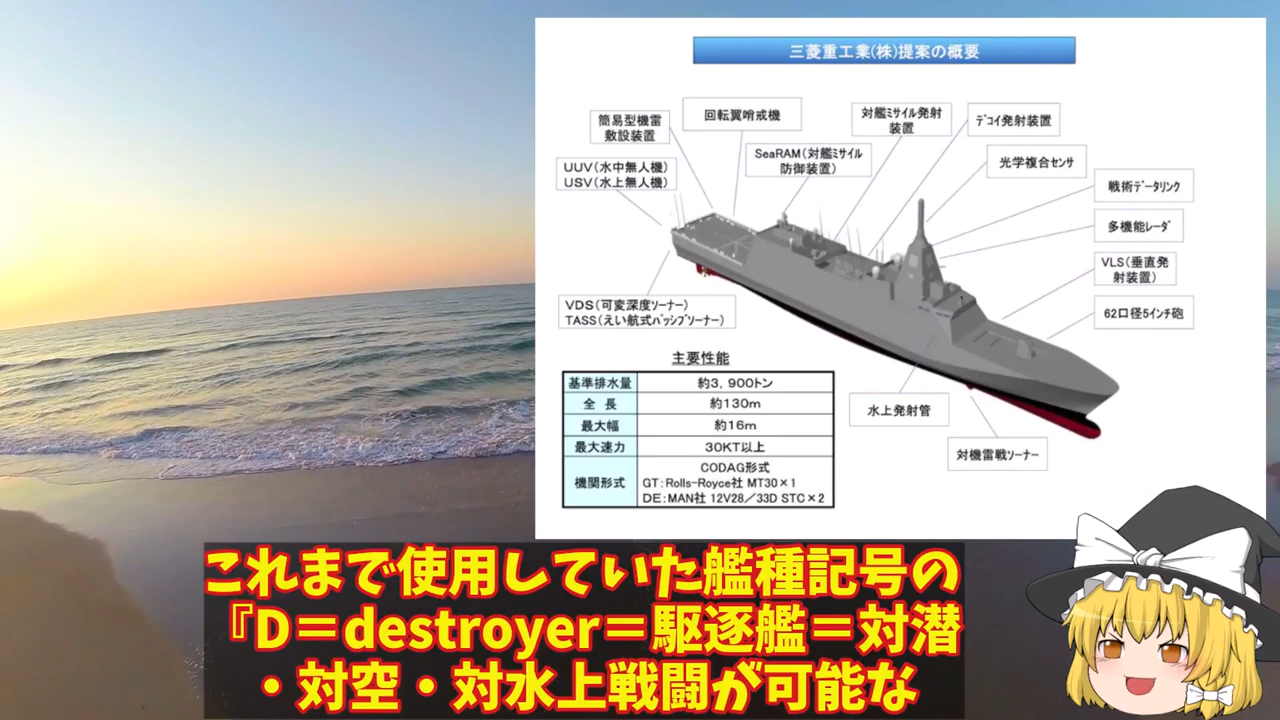 三菱重工業(株)提案の概要
簡易型機雷
敷設装置
回転翼哨戒機
対艦ミサイル発射
装置
デコイ発射装置
UUV(水中無人機)
USV(水上無人機)
SeaRAM(対艦ミサイル
防御装置)
光学複合センサ
戦術データリンク
多機能レーダ
VLS(垂直発
射装置)
62口径5インチ砲
VDS(可変深度ソーナー)
TASS(えい航式パッシブソーナー)
水上発射管
対機雷戦ソーナー
主要性能
基準排水量 約3,900トン
全 長 約130m
最大幅 約16m
最大速力 30KT以上
機関形式 CODAG形式
GT:Rolls-Royce社 MT30×1
DE:MAN社 12V28/33D STC×2
これまで使用していた艦種記号の
『D=destroyer=駆逐艦=対潜
・対空・対水上戦闘が可能な